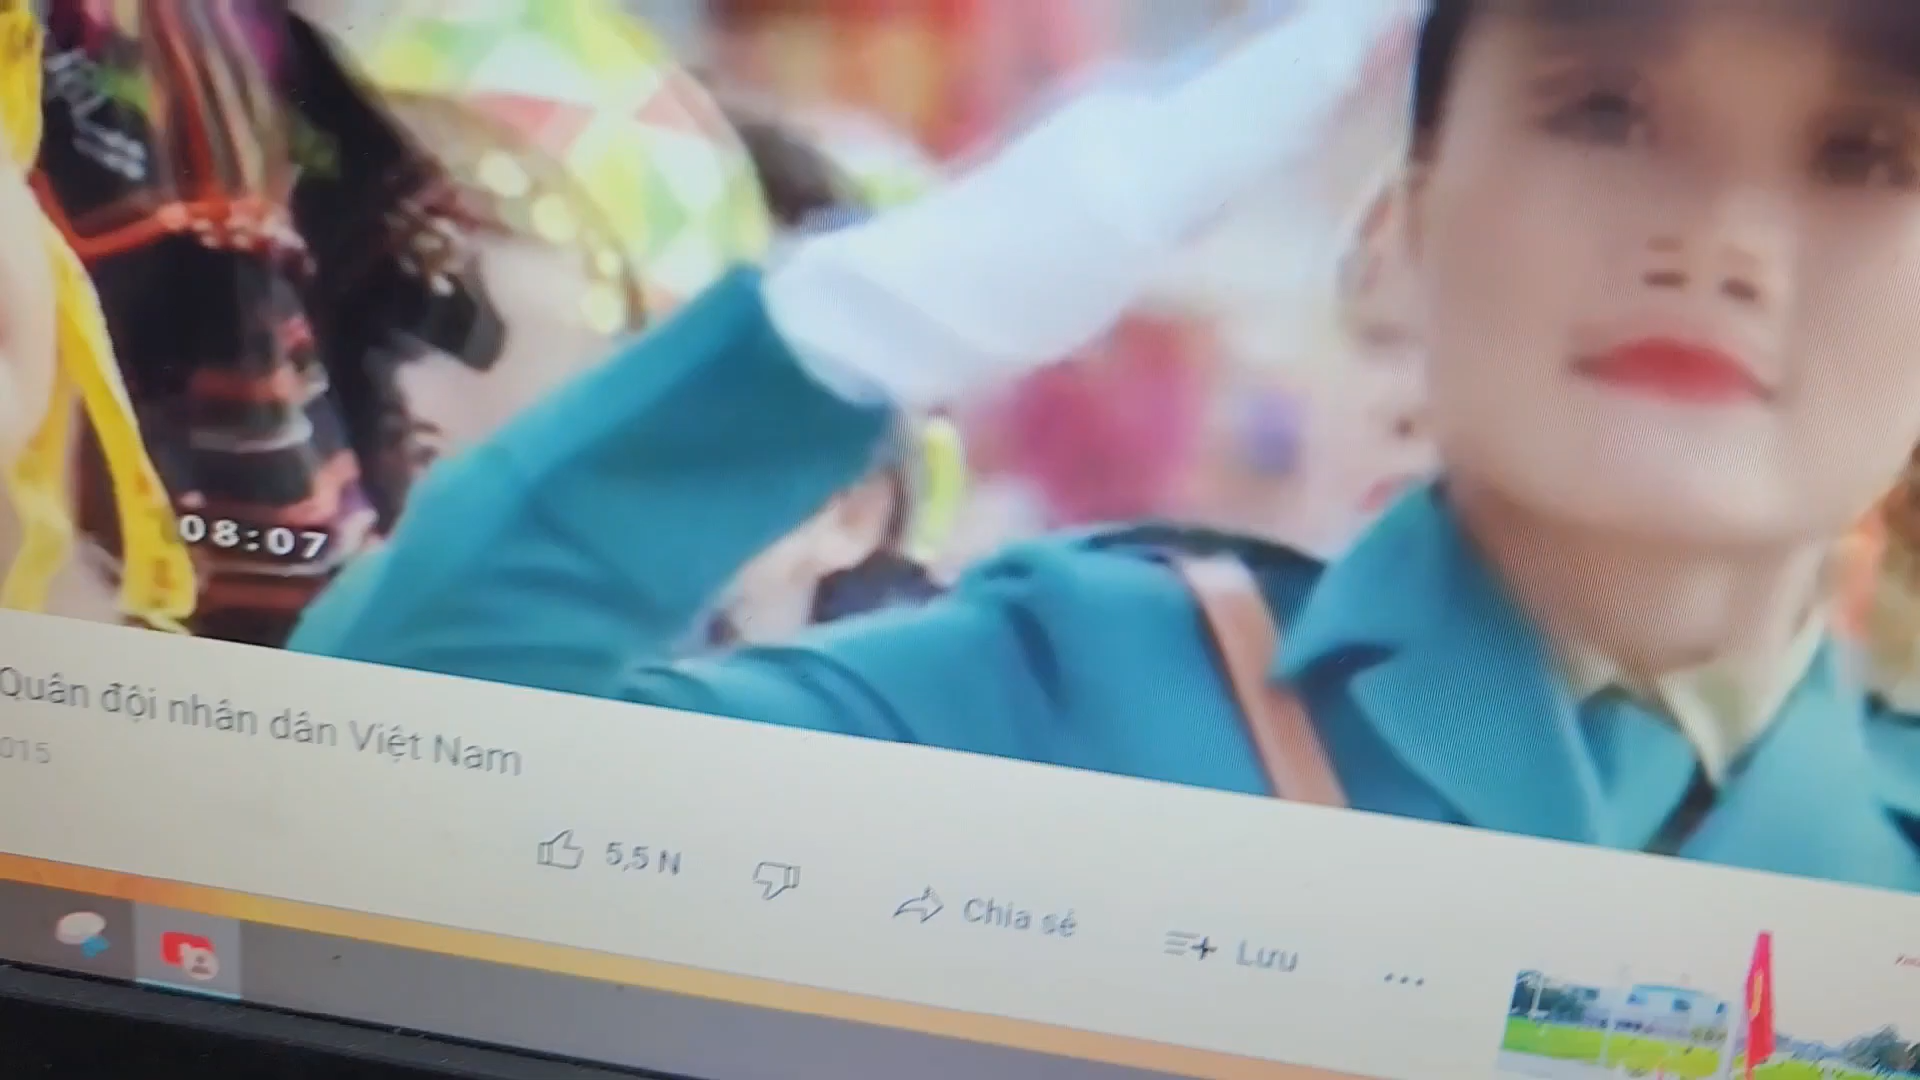 08:07
Quân đội nhân dân Việt Nam
015
5,5 N
Chia sẻ
Lưu